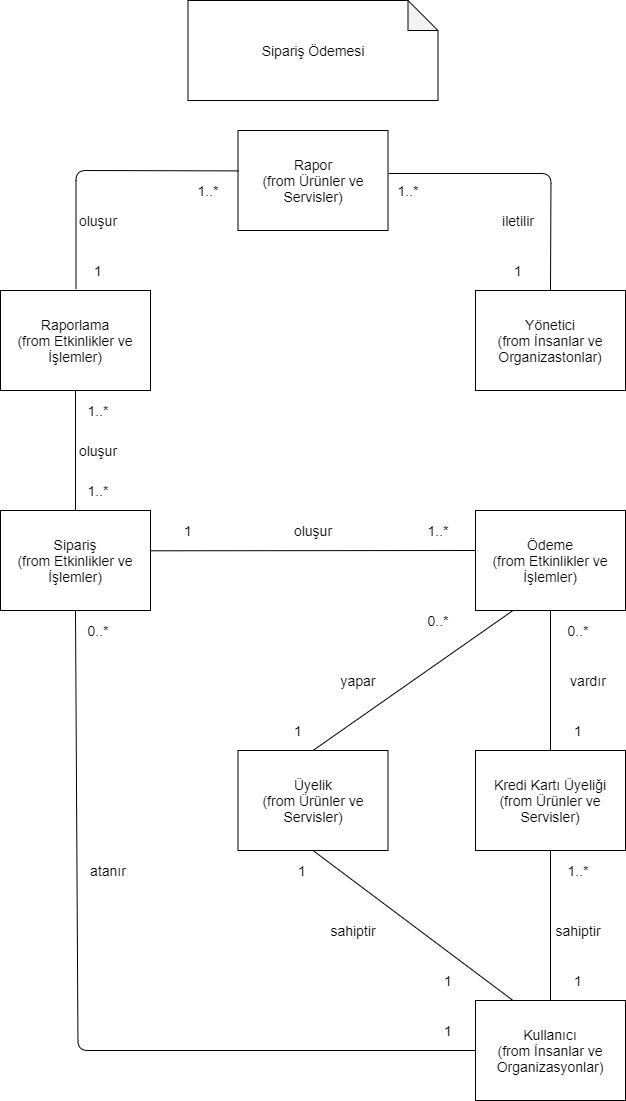 Sipariş Ödemesi
Rapor
(from Ürünler ve
Servisler)
1..*
1..*
oluşur
iletilir
1
1
Raporlama
(from Etkinlikler ve
İşlemler)
Yönetici
(from İnsanlar ve
Organizastonlar)
1..*
oluşur
1..*
Sipariş
(from Etkinlikler ve
İşlemler)
1
oluşur
1..*
Ödeme
(from Etkinlikler ve
İşlemler)
0..*
0..*
0..*
yapar
vardır
1
1
Üyelik
(from Ürünler ve
Servisler)
Kredi Kartı Üyeliği
(from Ürünler ve
Servisler)
atanır
1
1..*
sahiptir
sahiptir
1
1
1
Kullanıcı
(from İnsanlar ve
Organizasyonlar)